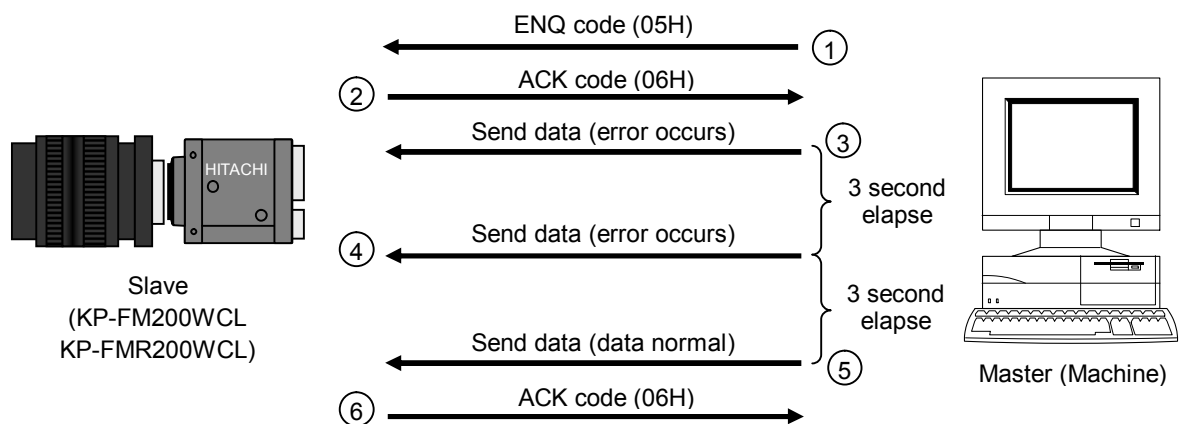 ENQ code (05H)
1
ACK code (06H)
2
Send data (error occurs)
3
HITACHI
3 second
elapse
Send data (error occurs)
4
Slave
(KP-FM200WCL
KP-FMR200WCL)
3 second
elapse
Send data (data normal)
5
Master (Machine)
ACK code (06H)
6